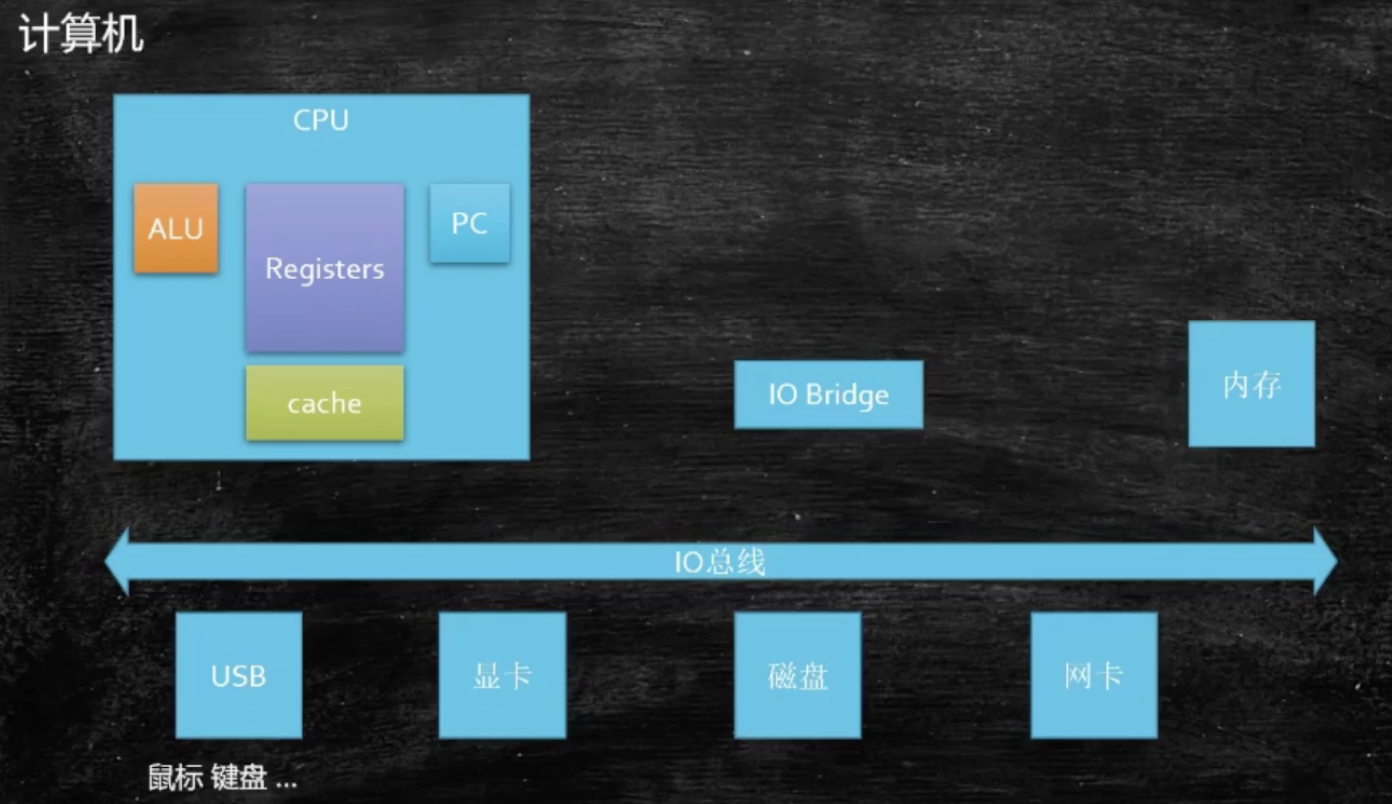 计算机
CPU
ALU
Registers
PC
cache
IO Bridge
内存
IO总线
USB
显卡
磁盘
网卡
鼠标 键盘 ...